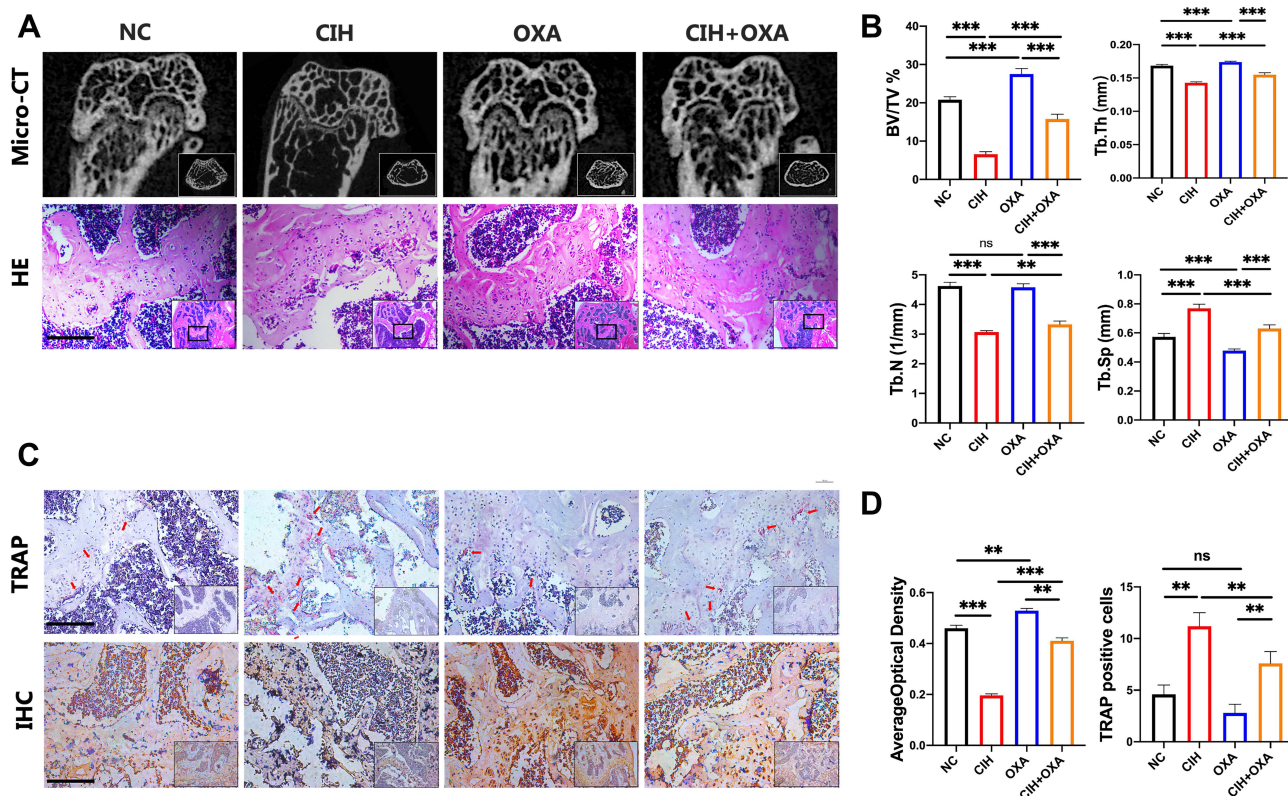 A
NC CIH OXA CIH+OXA
Micro-CT
HE
B
*** ***
*** ***
BV/TV %
40
30
20
10
0
NC CIH OXA CIH+OXA
*** ***
*** ***
Tb.Th (mm)
0.20
0.15
0.10
0.05
0.00
NC CIH OXA CIH+OXA
ns ***
*** **
Tb.N (1/mm)
5
4
3
2
1
0
NC CIH OXA CIH+OXA
*** ***
*** ***
Tb.Sp (mm)
1.0
0.8
0.6
0.4
0.2
0.0
NC CIH OXA CIH+OXA
C
TRAP
IHC
D
**
***
*** **
AverageOptical Density
0.6
0.4
0.2
0.0
NC CIH OXA CIH+OXA
ns
** **
**
TRAP positive cells
15
10
5
0
NC CIH OXA CIH+OXA